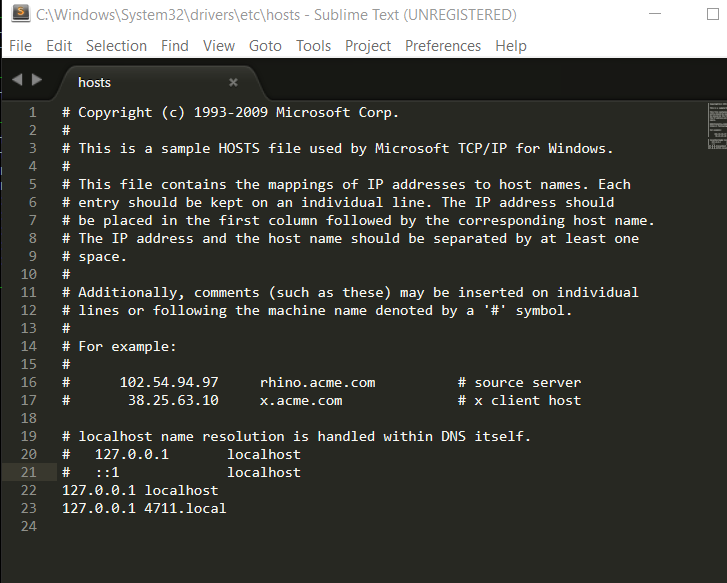 C:\Windows\System32\drivers\etc\hosts - Sublime Text (UNREGISTERED)
File Edit Selection Find View Goto Tools Project Preferences Help
hosts
1 # Copyright (c) 1993-2009 Microsoft Corp.
2 #
3 # This is a sample HOSTS file used by Microsoft TCP/IP for Windows.
4 #
5 # This file contains the mappings of IP addresses to host names. Each
6 # entry should be kept on an individual line. The IP address should
7 # be placed in the first column followed by the corresponding host name.
8 # The IP address and the host name should be separated by at least one
9 # space.
10 #
11 # Additionally, comments (such as these) may be inserted on individual
12 # lines or following the machine name denoted by a '#' symbol.
13 #
14 # For example:
15 #
16 #      102.54.94.97     rhino.acme.com          # source server
17 #       38.25.63.10     x.acme.com              # x client host
18
19 # localhost name resolution is handled within DNS itself.
20 #   127.0.0.1       localhost
21 #   ::1             localhost
22 127.0.0.1 localhost
23 127.0.0.1 4711.local
24